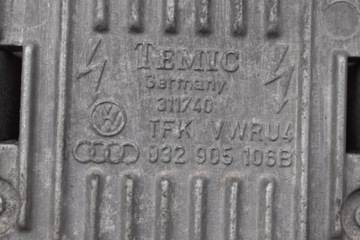 TEMIC
Germany
311740
TFK VWRU4
032 905 106B